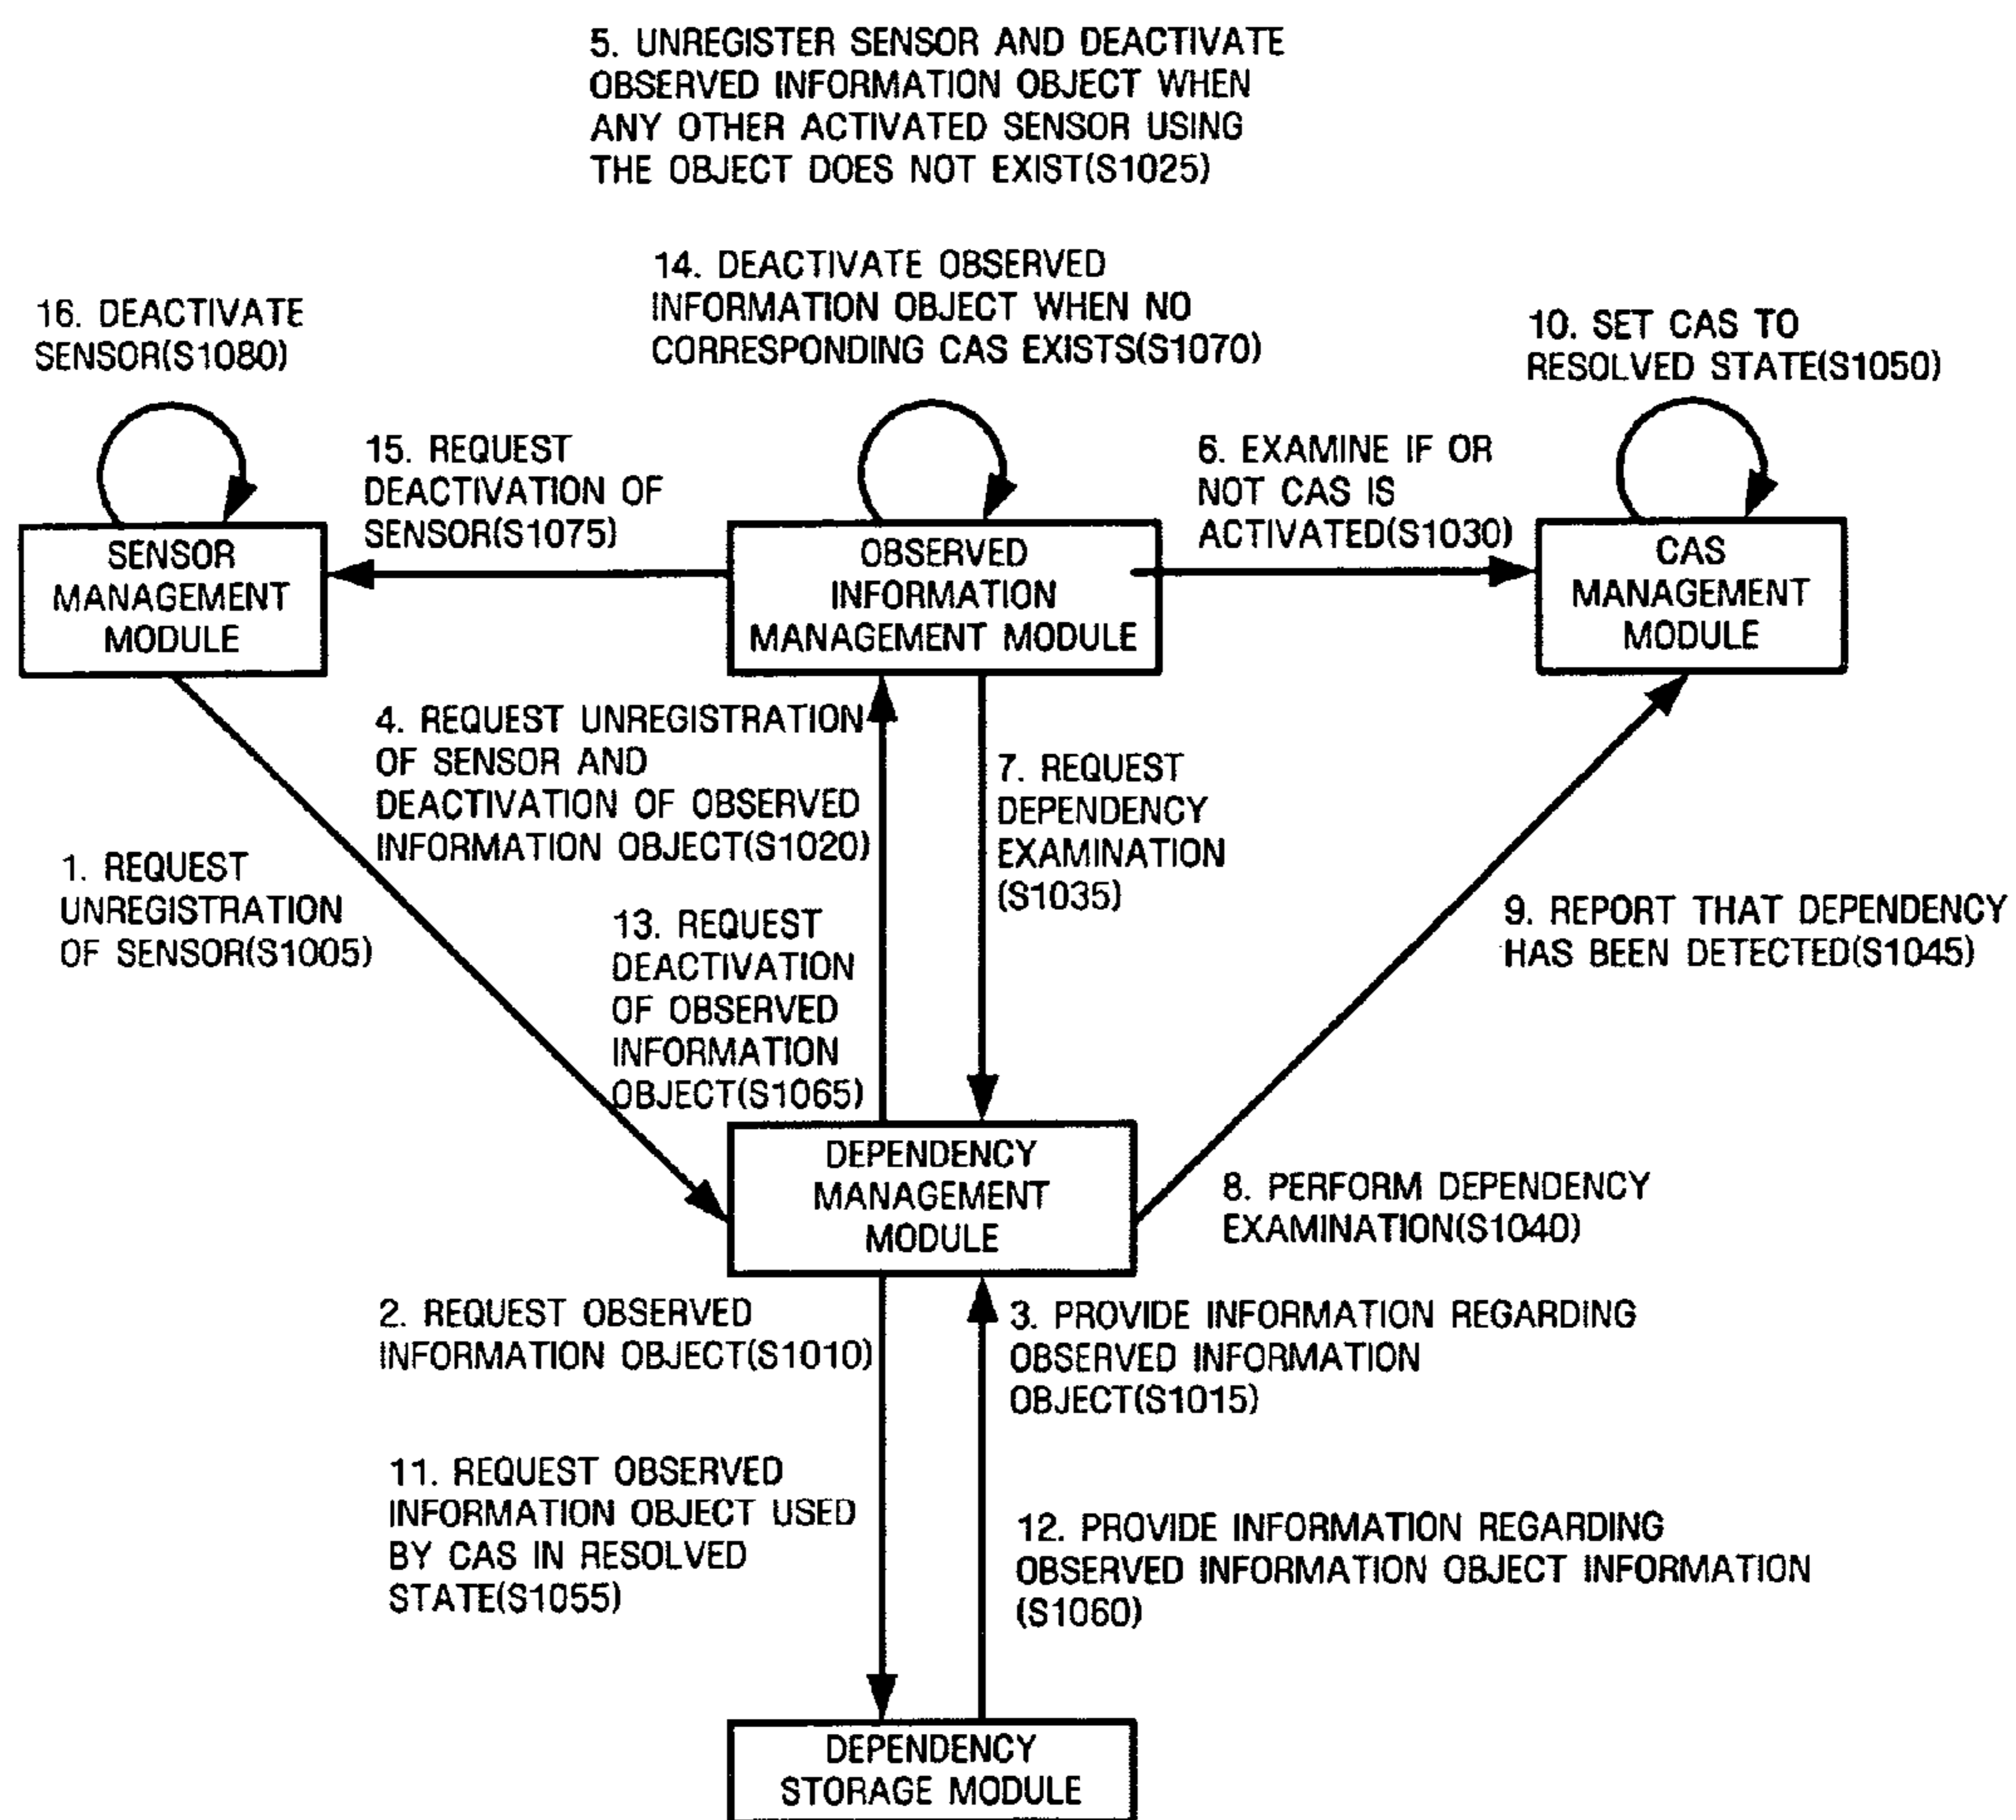 5. UNREGISTER SENSOR AND DEACTIVATE
OBSERVED INFORMATION OBJECT WHEN
ANY OTHER ACTIVATED SENSOR USING
THE OBJECT DOES NOT EXIST(S1025)
14. DEACTIVATE OBSERVED
INFORMATION OBJECT WHEN NO
CORRESPONDING CAS EXISTS(S1070)
16. DEACTIVATE
SENSOR(S1080)
10. SET CAS TO
RESOLVED STATE(S1050)
15. REQUEST
DEACTIVATION OF
SENSOR(S1075)
6. EXAMINE IF OR
NOT CAS IS
ACTIVATED(S1030)
SENSOR
MANAGEMENT
MODULE
OBSERVED
INFORMATION
MANAGEMENT MODULE
CAS
MANAGEMENT
MODULE
4. REQUEST UNREGISTRATION
OF SENSOR AND
DEACTIVATION OF OBSERVED
INFORMATION OBJECT(S1020)
7. REQUEST
DEPENDENCY
EXAMINATION
(S1035)
1. REQUEST
UNREGISTRATION
OF SENSOR(S1005)
13. REQUEST
DEACTIVATION
OF OBSERVED
INFORMATION
OBJECT(S1065)
9. REPORT THAT DEPENDENCY
HAS BEEN DETECTED(S1045)
DEPENDENCY
MANAGEMENT
MODULE
8. PERFORM DEPENDENCY
EXAMINATION(S1040)
2. REQUEST OBSERVED
INFORMATION OBJECT(S1010)
3. PROVIDE INFORMATION REGARDING
OBSERVED INFORMATION
OBJECT(S1015)
11. REQUEST OBSERVED
INFORMATION OBJECT USED
BY CAS IN RESOLVED
STATE(S1055)
12. PROVIDE INFORMATION REGARDING
OBSERVED INFORMATION OBJECT INFORMATION
(S1060)
DEPENDENCY
STORAGE MODULE